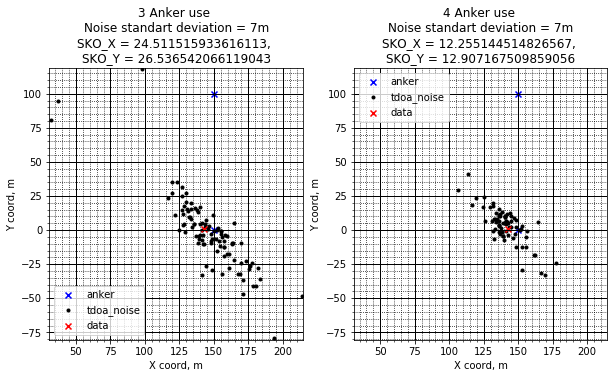 3 Anker use
Noise standart deviation = 7m
SKO_X = 24.511515933616113,
SKO_Y = 26.536542066119043
100
75
50
25
0
−25
−50
−75
Y coord, m
anker
tdoa_noise
data
50 75 100 125 150 175 200
X coord, m
4 Anker use
Noise standart deviation = 7m
SKO_X = 12.255144514826567,
SKO_Y = 12.907167509859056
anker
tdoa_noise
data
100
75
50
25
0
−25
−50
−75
Y coord, m
50 75 100 125 150 175 200
X coord, m